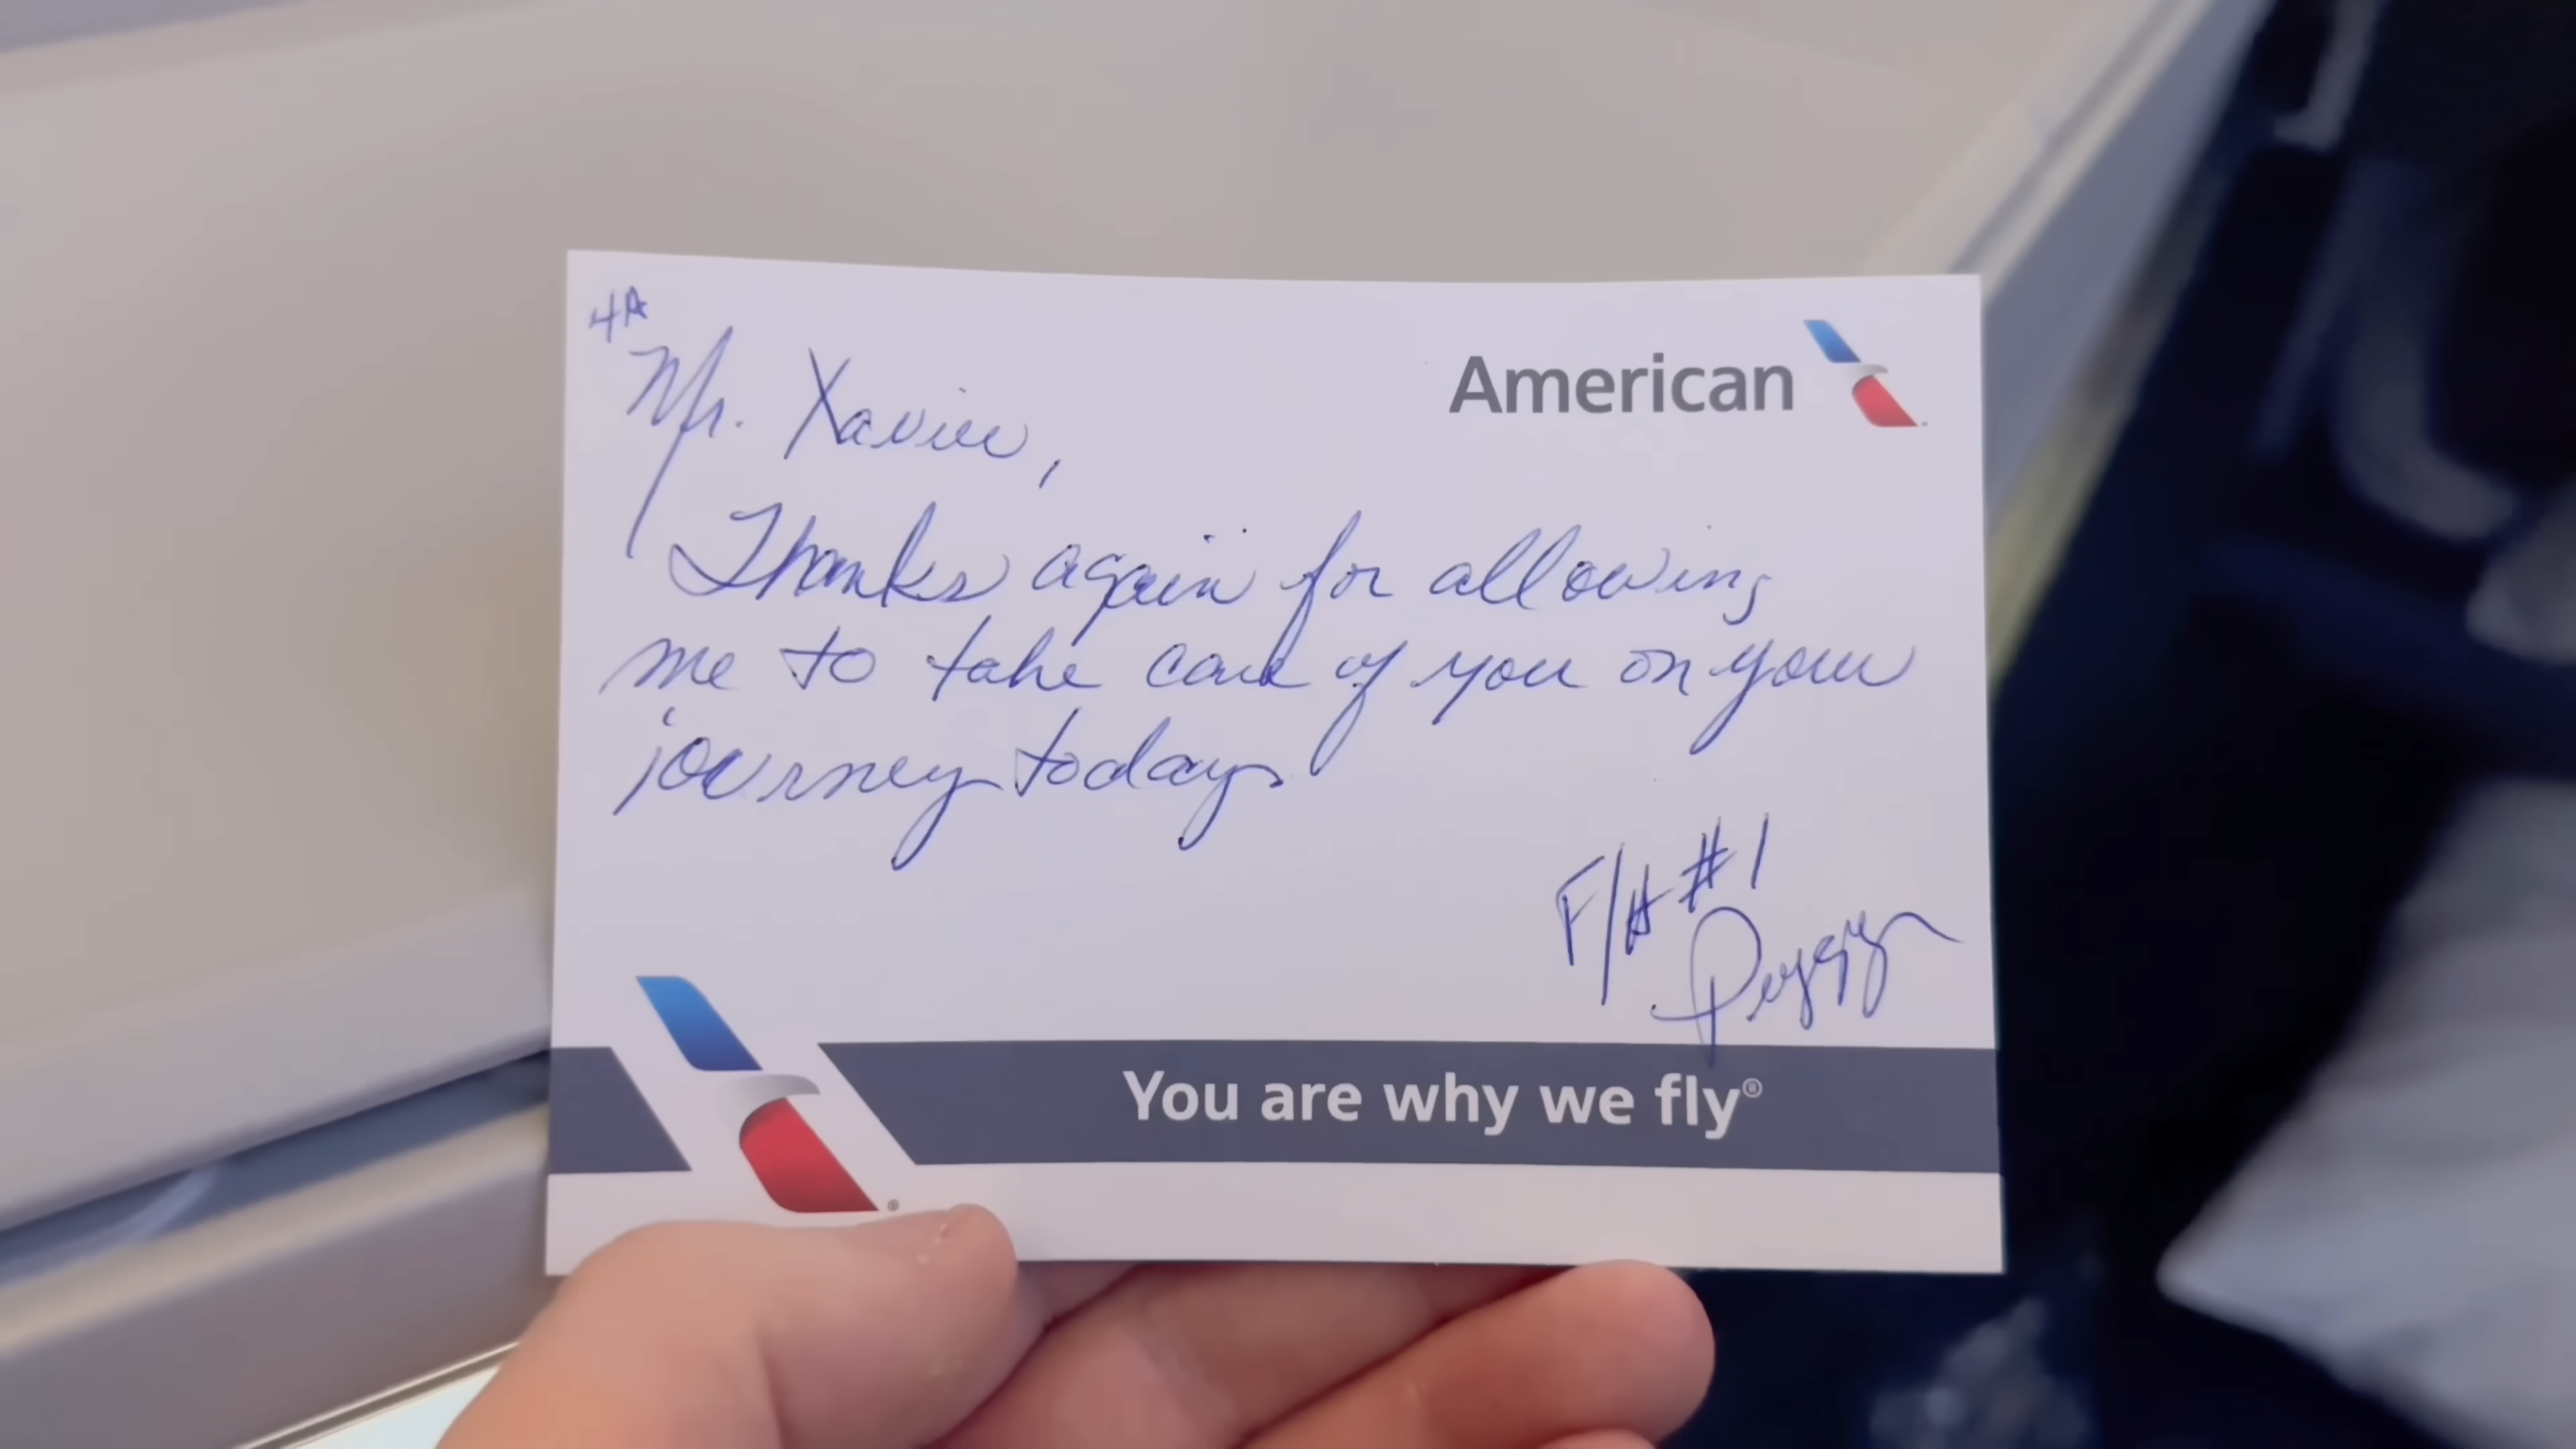 4A
Mr. Xavier,
American
Thanks again for allowing
me to take care of you on your
journey today
F/A #1
Peggy
You are why we fly®